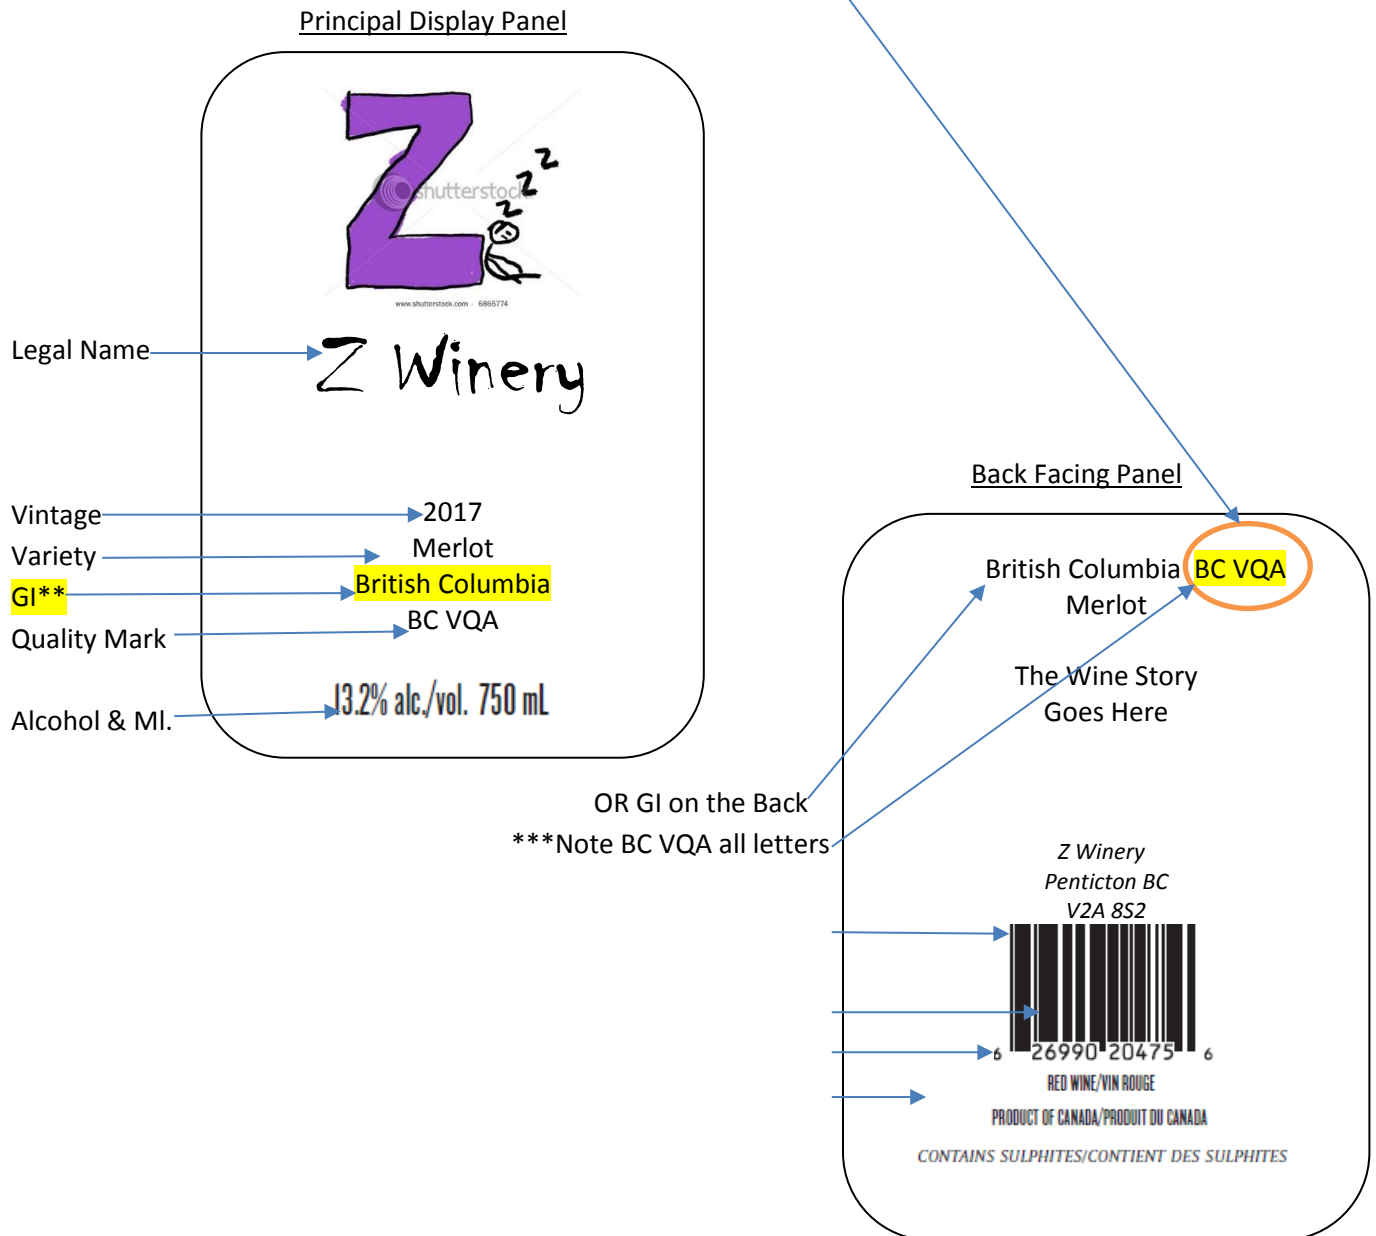 Principal Display Panel
z
z
z
z
shutterstock
www.shutterstock.com · 6865774
Legal Name
Z Winery
Vintage
2017
Variety
Merlot
GI**
British Columbia
Quality Mark
BC VQA
Alcohol & Ml.
13.2% alc./vol. 750 mL
Back Facing Panel
British Columbia BC VQA
Merlot
The Wine Story
Goes Here
OR GI on the Back
***Note BC VQA all letters
Z Winery
Penticton BC
V2A 8S2
6 26990 20475 6
RED WINE/VIN ROUGE
PRODUCT OF CANADA/PRODUIT DU CANADA
CONTAINS SULPHITES/CONTIENT DES SULPHITES